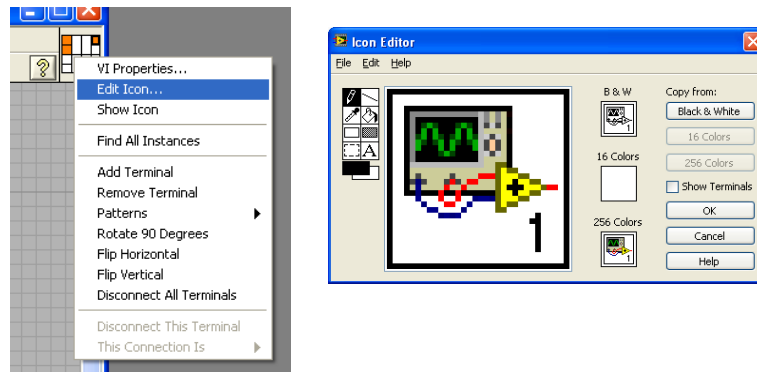 ?
VI Properties...
Edit Icon...
Show Icon
Find All Instances
Add Terminal
Remove Terminal
Patterns
Rotate 90 Degrees
Flip Horizontal
Flip Vertical
Disconnect All Terminals
Disconnect This Terminal
This Connection Is
Icon Editor
File Edit Help
A
1
B & W
1
16 Colors
256 Colors
1
Copy from:
Black & White
16 Colors
256 Colors
Show Terminals
OK
Cancel
Help